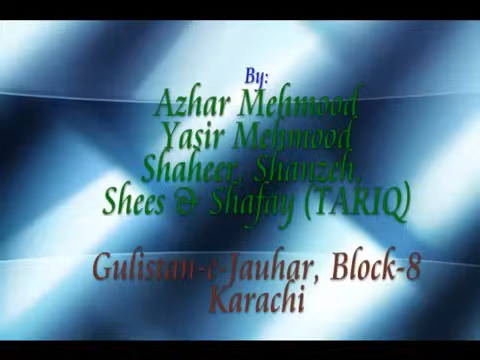 By:
Azhar Mehmood
Yasir Mehmood
Shaheer, Shanzeh,
Shees & Shafay (TARIQ)
Gulistan-e-Jauhar, Block-8
Karachi